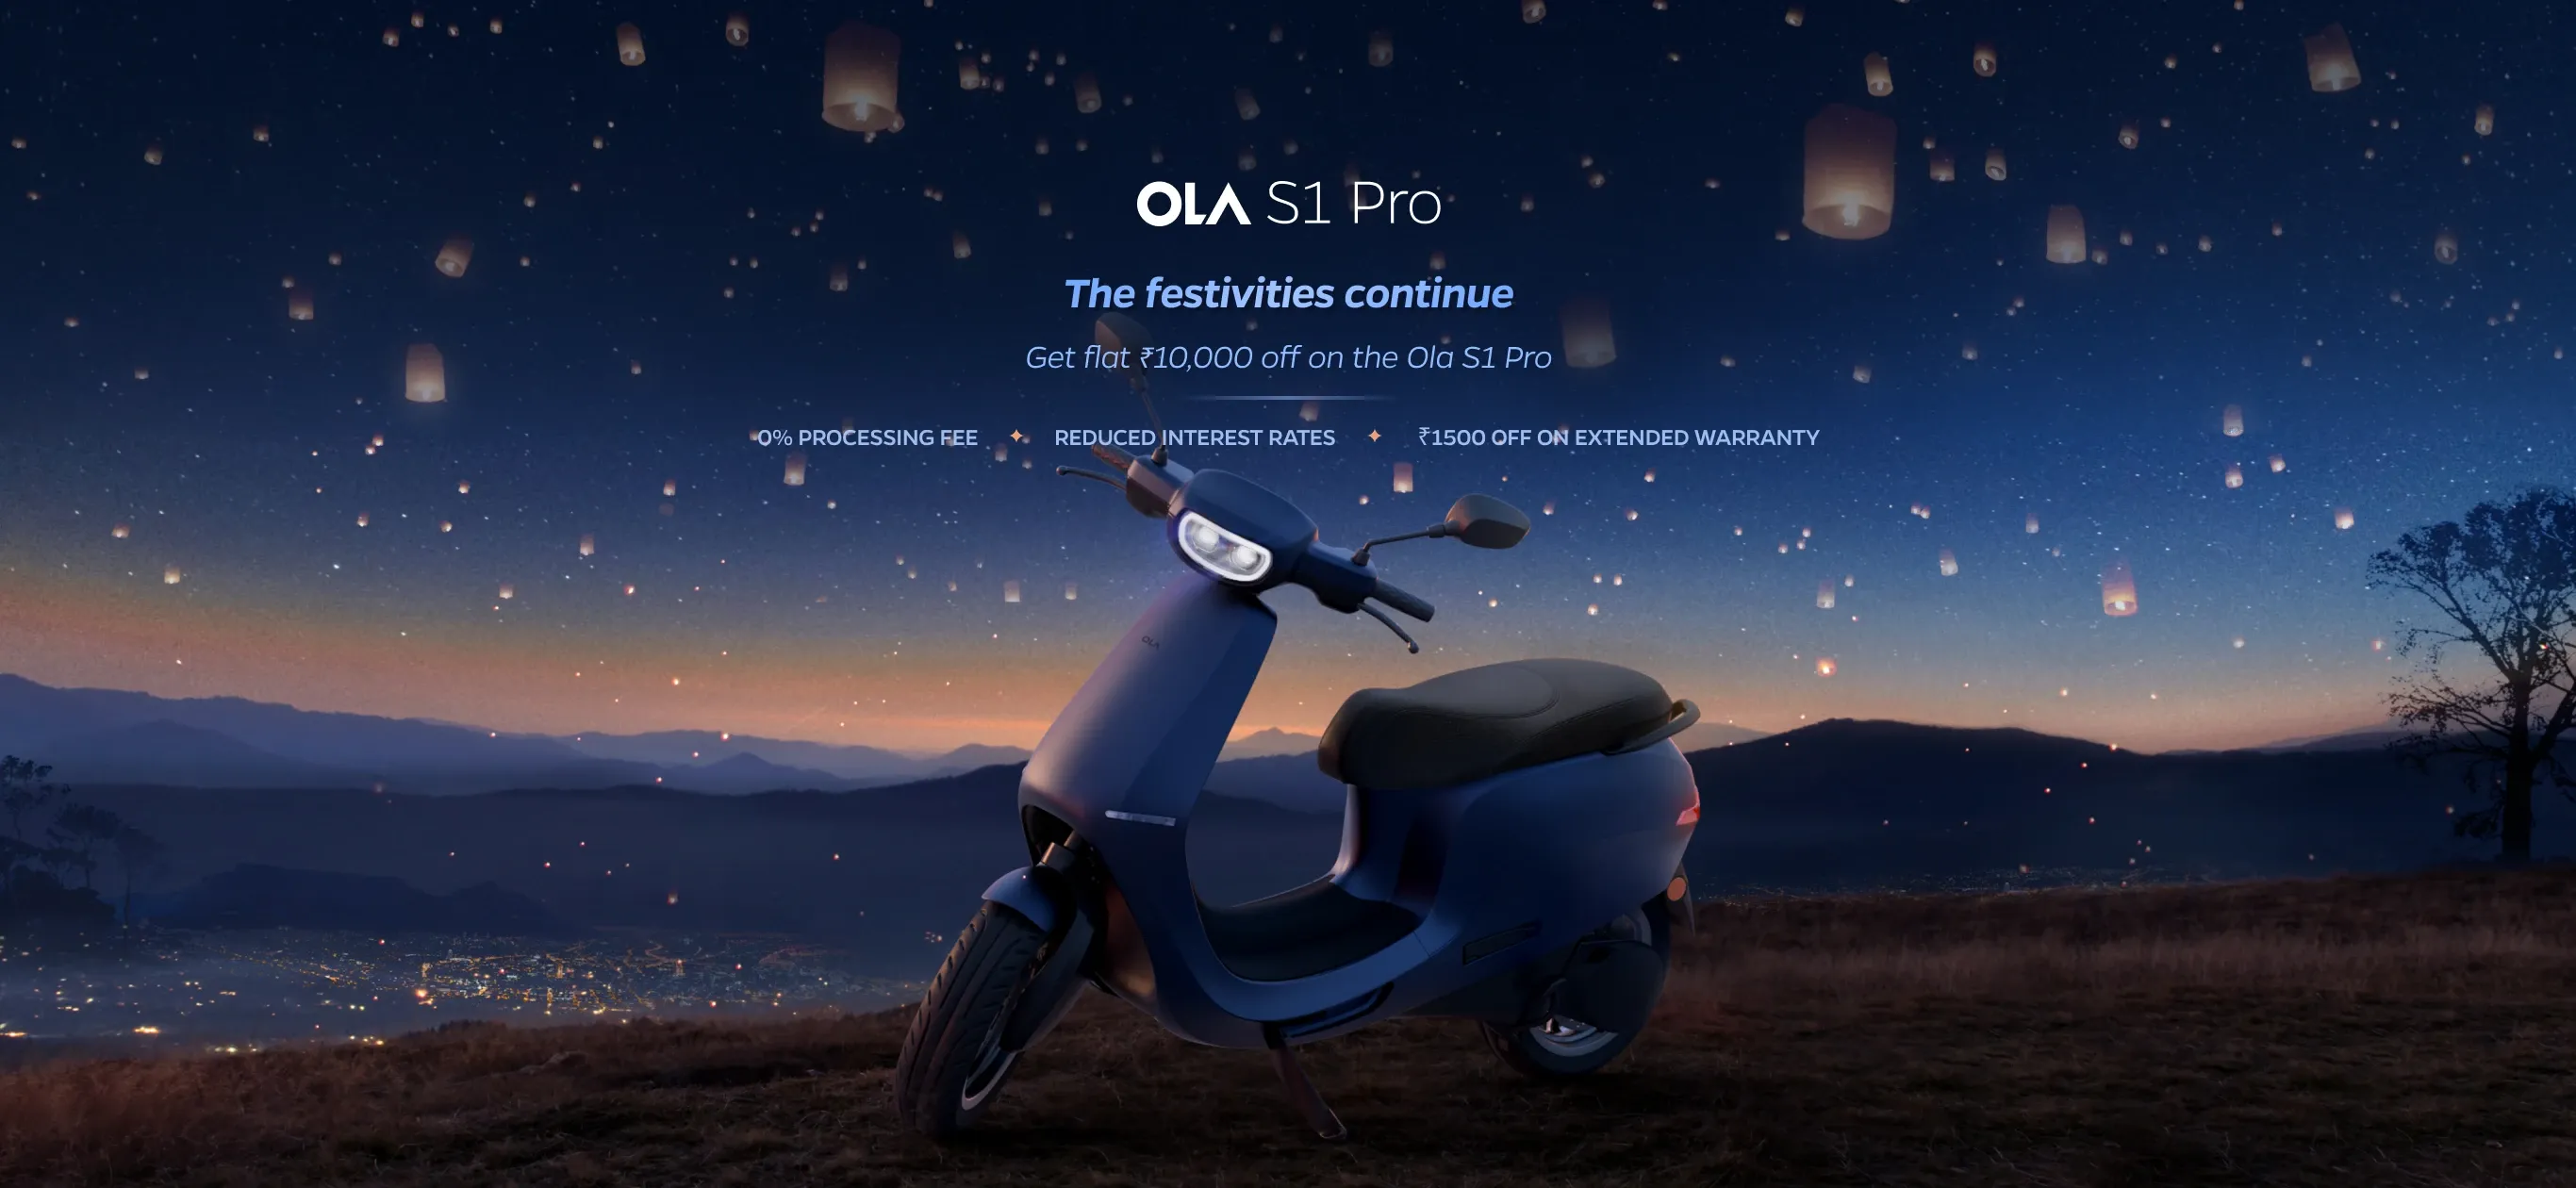 OLA S1 Pro
The festivities continue
Get flat ₹10,000 off on the Ola S1 Pro
0% PROCESSING FEE ✦ REDUCED INTEREST RATES ✦ ₹1500 OFF ON EXTENDED WARRANTY
OLA